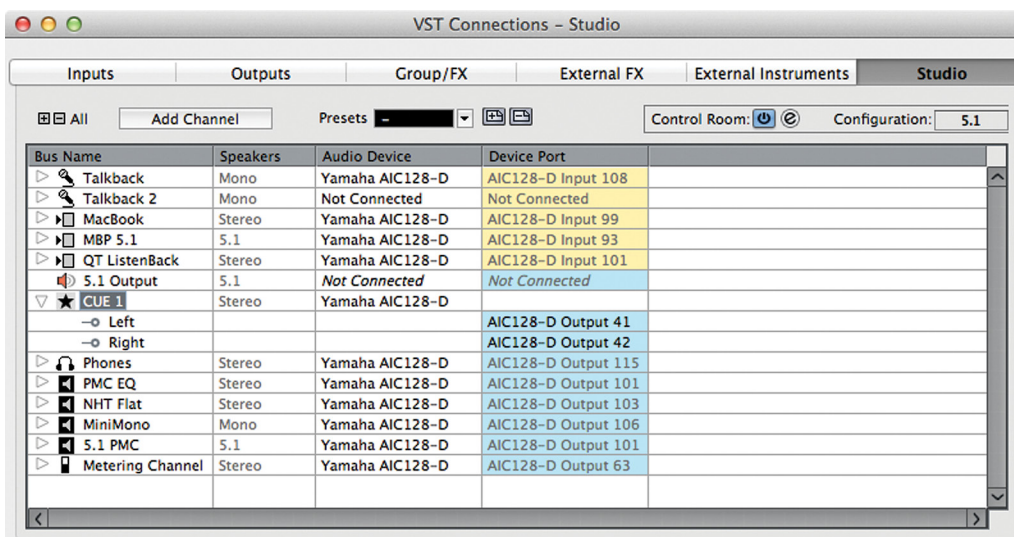 VST Connections – Studio
Inputs Outputs Group/FX External FX External Instruments Studio
All Add Channel Presets – Control Room: e Configuration: 5.1
Bus Name Speakers Audio Device Device Port
Talkback Mono Yamaha AIC128-D AIC128-D Input 108
Talkback 2 Mono Not Connected Not Connected
MacBook Stereo Yamaha AIC128-D AIC128-D Input 99
MBP 5.1 5.1 Yamaha AIC128-D AIC128-D Input 93
QT ListenBack Stereo Yamaha AIC128-D AIC128-D Input 101
5.1 Output 5.1 Not Connected Not Connected
CUE 1 Stereo Yamaha AIC128-D
Left AIC128-D Output 41
Right AIC128-D Output 42
Phones Stereo Yamaha AIC128-D AIC128-D Output 115
PMC EQ Stereo Yamaha AIC128-D AIC128-D Output 101
NHT Flat Stereo Yamaha AIC128-D AIC128-D Output 103
MiniMono Mono Yamaha AIC128-D AIC128-D Output 106
5.1 PMC 5.1 Yamaha AIC128-D AIC128-D Output 101
Metering Channel Stereo Yamaha AIC128-D AIC128-D Output 63